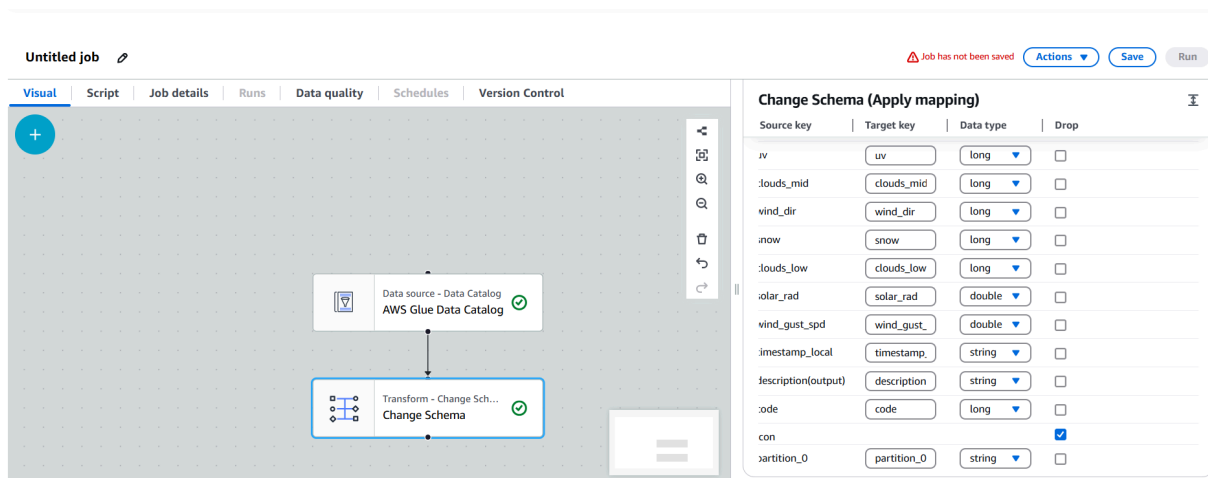 Untitled job
Job has not been saved
Actions
Save
Run
Visual
Script
Job details
Runs
Data quality
Schedules
Version Control
+
Data source - Data Catalog
AWS Glue Data Catalog
Transform - Change Sch...
Change Schema
Change Schema (Apply mapping)
Source key Target key Data type Drop
uv uv long
clouds_mid clouds_mid long
wind_dir wind_dir long
snow snow long
clouds_low clouds_low long
solar_rad solar_rad double
wind_gust_spd wind_gust_ double
timestamp_local timestamp_ string
description(output) description string
code code long
icon
partition_0 partition_0 string